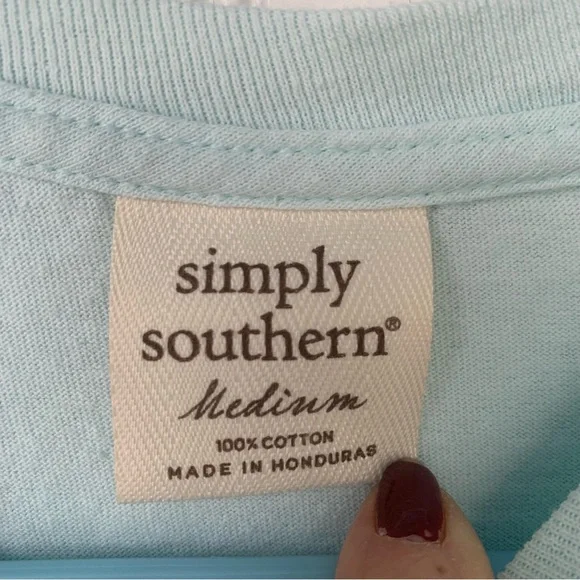 simply
southern®
Medium
100% COTTON
MADE IN HONDURAS